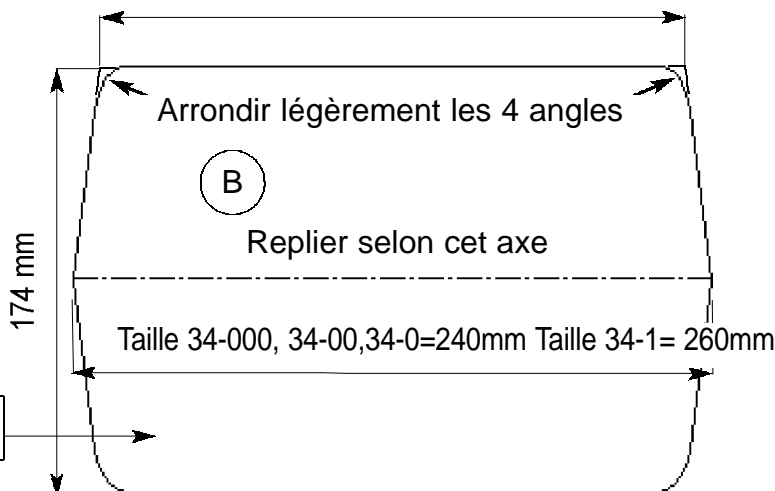 Arrondir légèrement les 4 angles
B
Replier selon cet axe
174 mm
Taille 34-000, 34-00,34-0=240mm Taille 34-1= 260mm